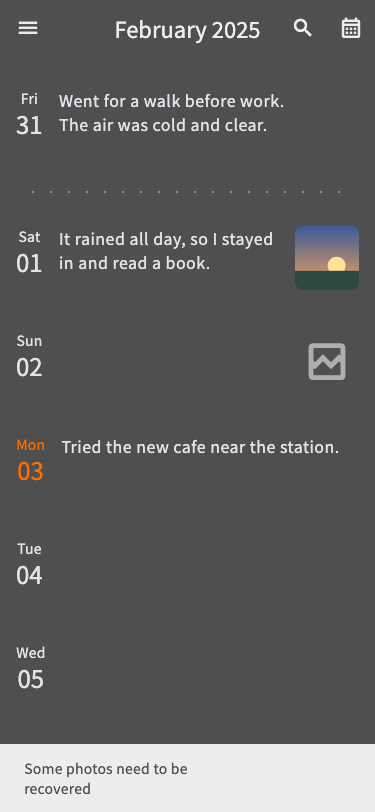 February 2025
Fri
31
Went for a walk before work.
The air was cold and clear.
Sat
01
It rained all day, so I stayed
in and read a book.
Sun
02
Mon
03
Tried the new cafe near the station.
Tue
04
Wed
05
Some photos need to be
recovered